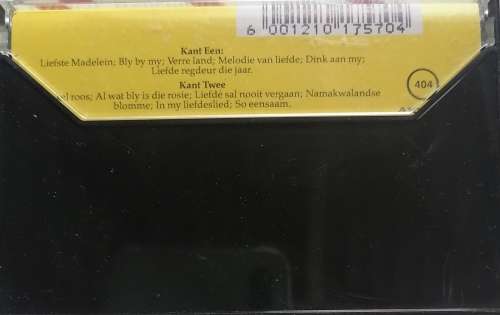 6 001210 175704
Kant Een:
Liefste Madelein; Bly by my; Verre land; Melodie van liefde; Dink aan my;
Liefde regdeur die jaar.
Kant Twee
roos; Al wat bly is die rosie; Liefde sal nooit vergaan; Namakwalandse
blomme; In my liefdeslied; So eensaam.
404